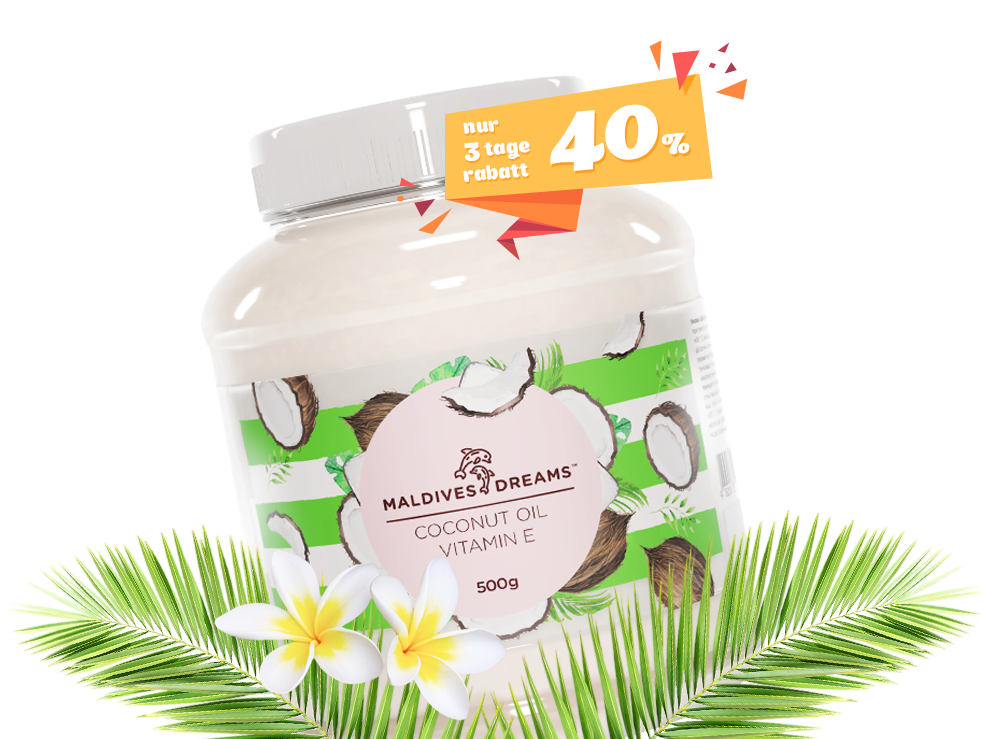 nur
3 tage
rabatt
40%
MALDIVES DREAMS™
COCONUT OIL
VITAMIN E
500g